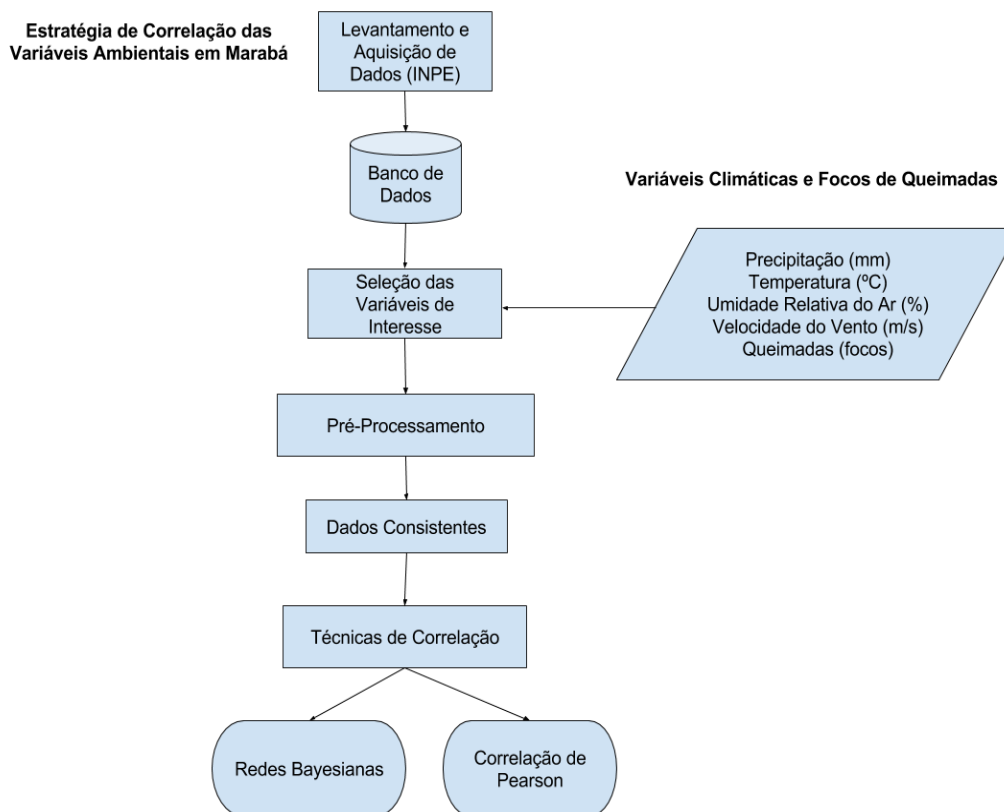 Estratégia de Correlação das
Variáveis Ambientais em Marabá
Levantamento e
Aquisição de
Dados (INPE)
Banco de
Dados
Variáveis Climáticas e Focos de Queimadas
Seleção das
Variáveis de
Interesse
Precipitação (mm)
Temperatura (ºC)
Umidade Relativa do Ar (%)
Velocidade do Vento (m/s)
Queimadas (focos)
Pré-Processamento
Dados Consistentes
Técnicas de Correlação
Redes Bayesianas
Correlação de
Pearson